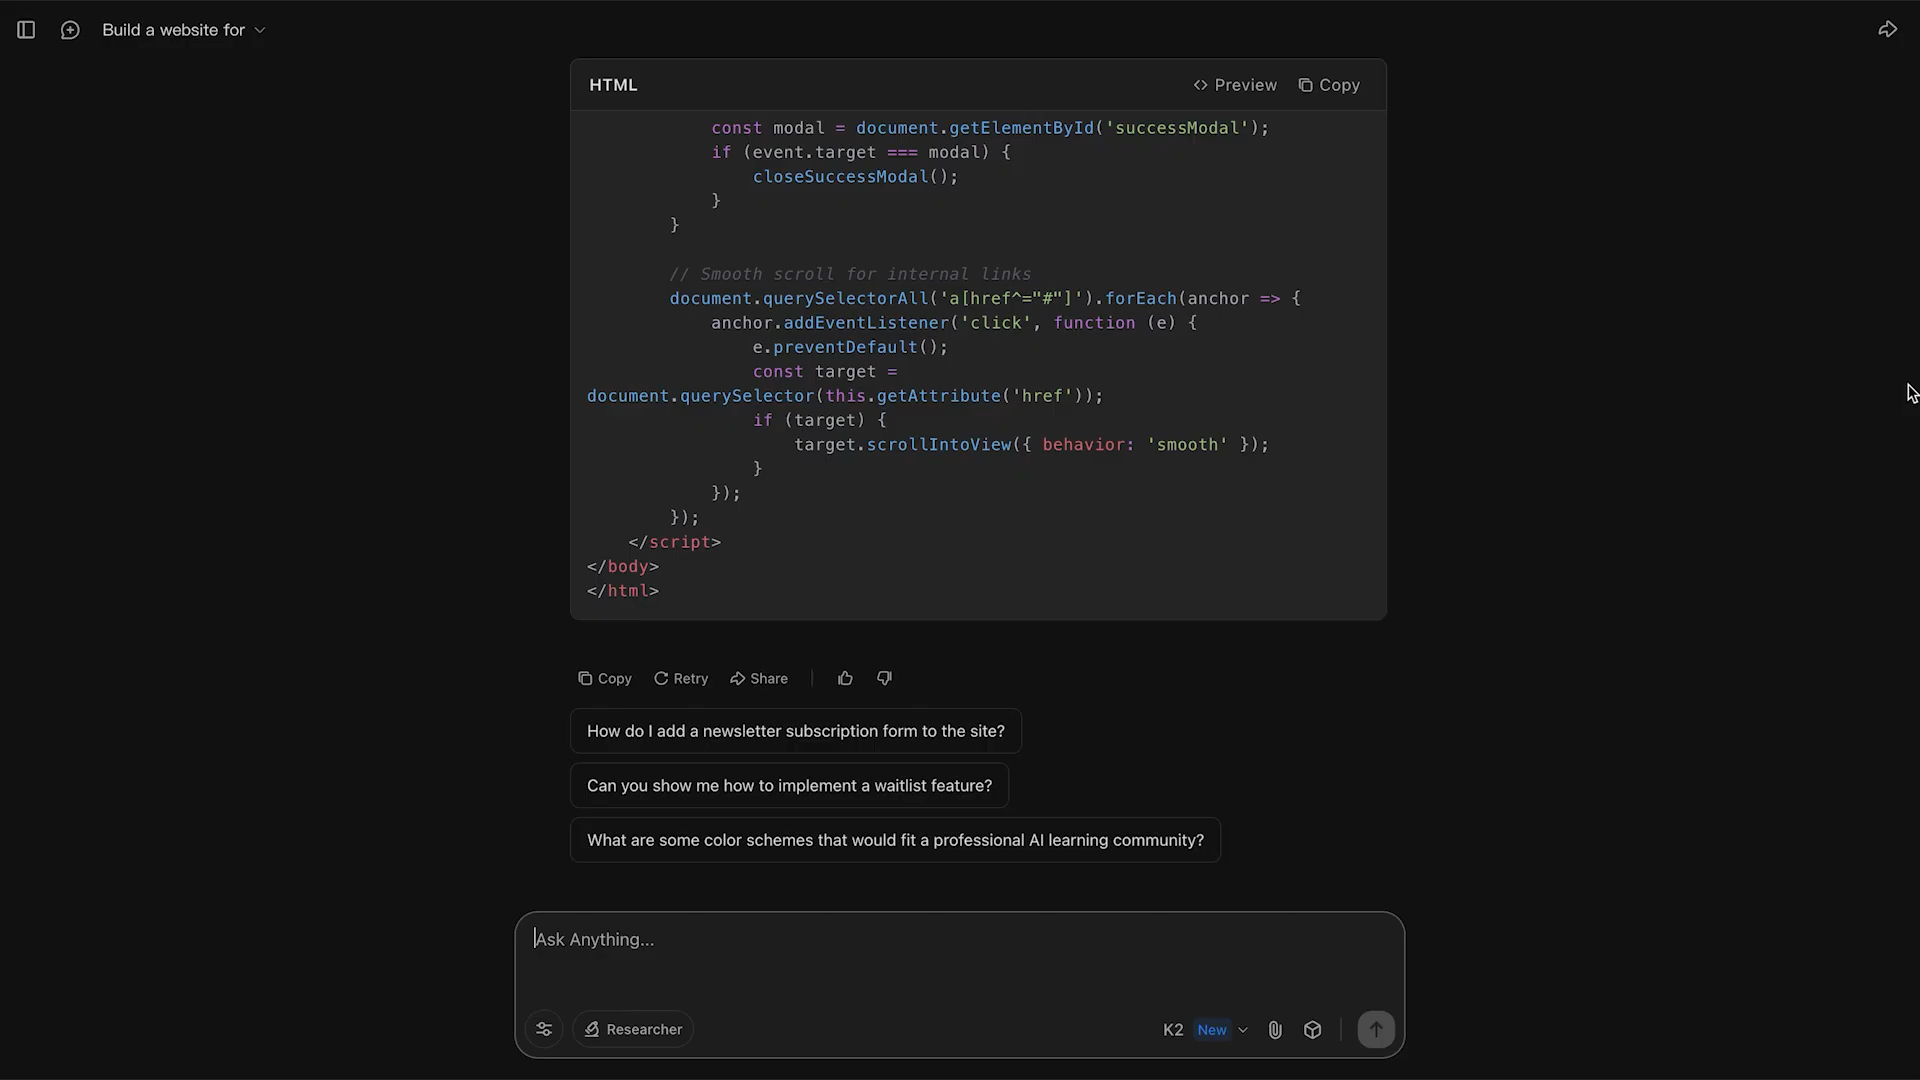 Build a website for
HTML
Preview
Copy
const modal = document.getElementById('successModal');
if (event.target === modal) {
closeSuccessModal();
}
}
// Smooth scroll for internal links
document.querySelectorAll('a[href^="#"]').forEach(anchor => {
anchor.addEventListener('click', function (e) {
e.preventDefault();
const target =
document.querySelector(this.getAttribute('href'));
if (target) {
target.scrollIntoView({ behavior: 'smooth' });
}
});
});
</script>
</body>
</html>
Copy
Retry
Share
How do I add a newsletter subscription form to the site?
Can you show me how to implement a waitlist feature?
What are some color schemes that would fit a professional AI learning community?
Ask Anything...
Researcher
K2 New